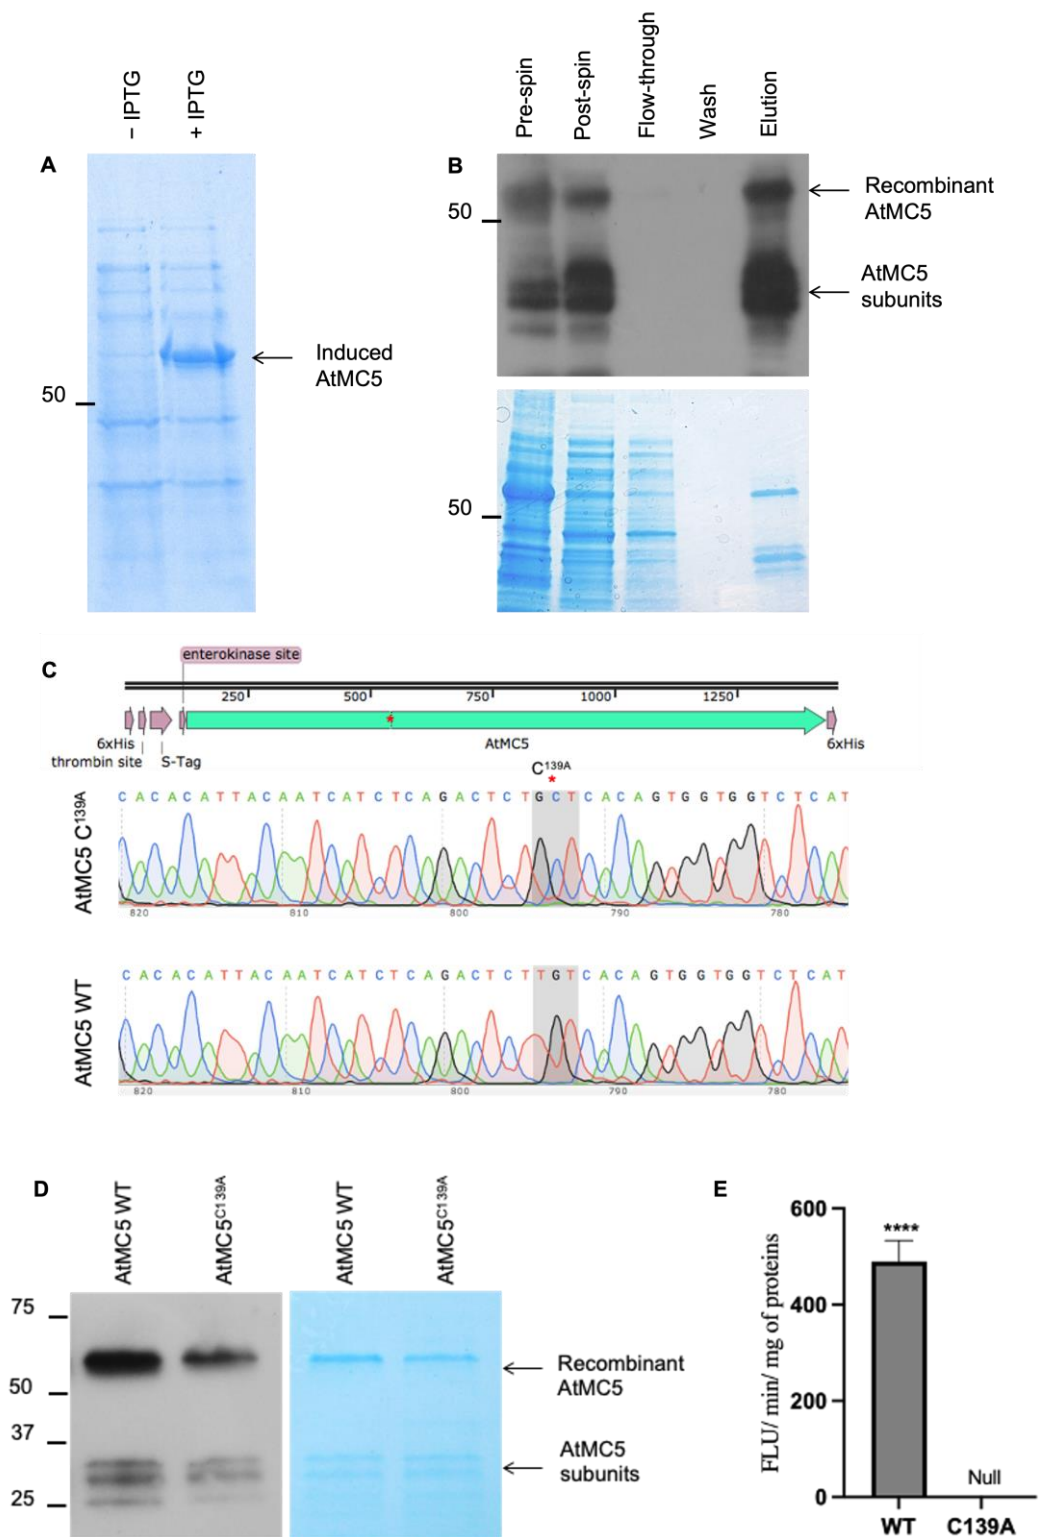 A
– IPTG
+ IPTG
50
Induced
AtMC5
B
Pre-spin
Post-spin
Flow-through
Wash
Elution
50
Recombinant
AtMC5
AtMC5
subunits
50
C
enterokinase site
250 500 750 1000 1250
6xHis AtMC5 6xHis
thrombin site S-Tag
C139A
*
AtMC5 C139A
C A C A C A T T A C A A T C A T C T C A G A C T C T G C T C A C A G T G G T G G T C T C A T
820 810 800 790 780
AtMC5 WT
C A C A C A T T A C A A T C A T C T C A G A C T C T T G T C A C A G T G G T G G T C T C A T
820 810 800 790 780
D
AtMC5 WT
AtMC5C139A
AtMC5 WT
AtMC5C139A
75
50
37
25
Recombinant
AtMC5
AtMC5
subunits
E
FLU/ min/ mg of proteins
600
400
200
0
****
Null
WT C139A